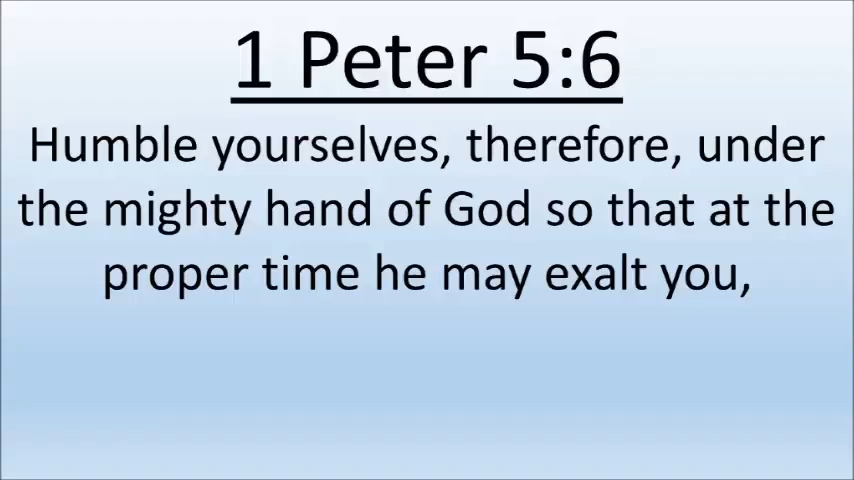 1 Peter 5:6
Humble yourselves, therefore, under
the mighty hand of God so that at the
proper time he may exalt you,